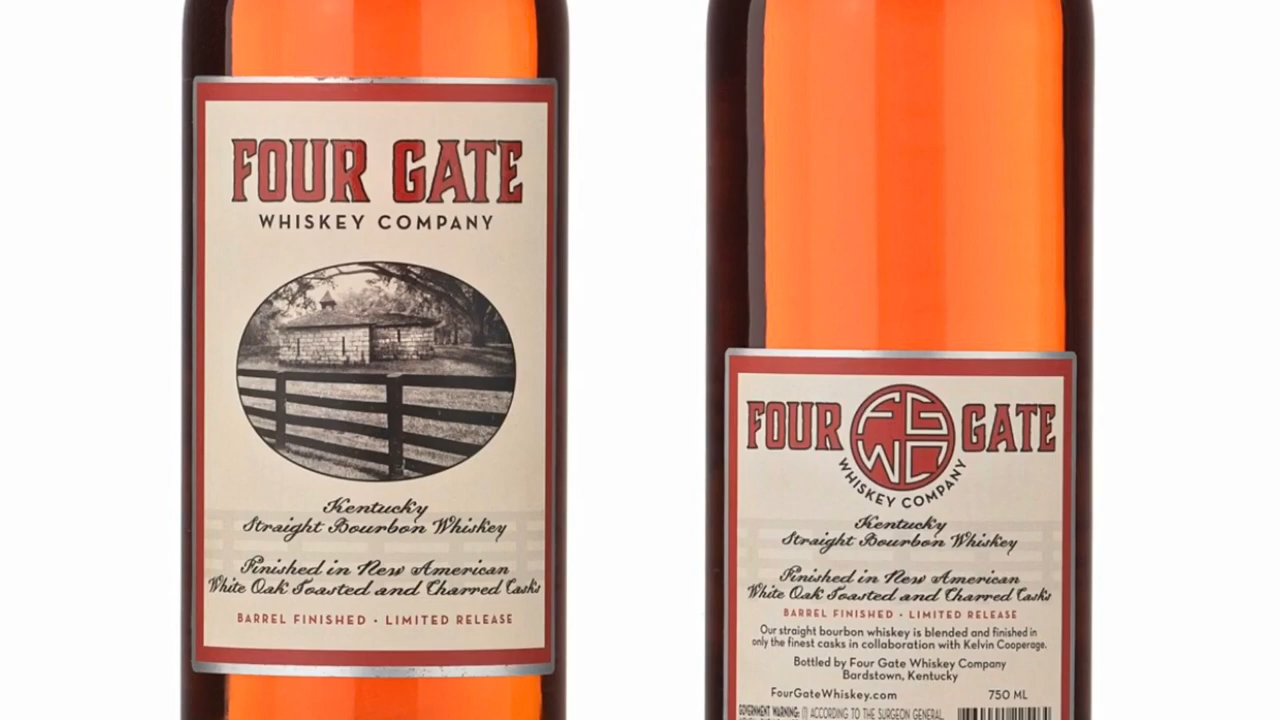 FOUR GATE
WHISKEY COMPANY
Kentucky
Straight Bourbon Whiskey
Finished in New American
White Oak Toasted and Charred Casks
BARREL FINISHED • LIMITED RELEASE
FOUR FGWC GATE
WHISKEY COMPANY
Kentucky
Straight Bourbon Whiskey
Finished in New American
White Oak Toasted and Charred Casks
BARREL FINISHED • LIMITED RELEASE
Our straight bourbon whiskey is blended and finished in
only the finest casks in collaboration with Kelvin Cooperage.
Bottled by Four Gate Whiskey Company
Bardstown, Kentucky
FourGateWhiskey.com 750 ML
GOVERNMENT WARNING: (1) ACCORDING TO THE SURGEON GENERAL,